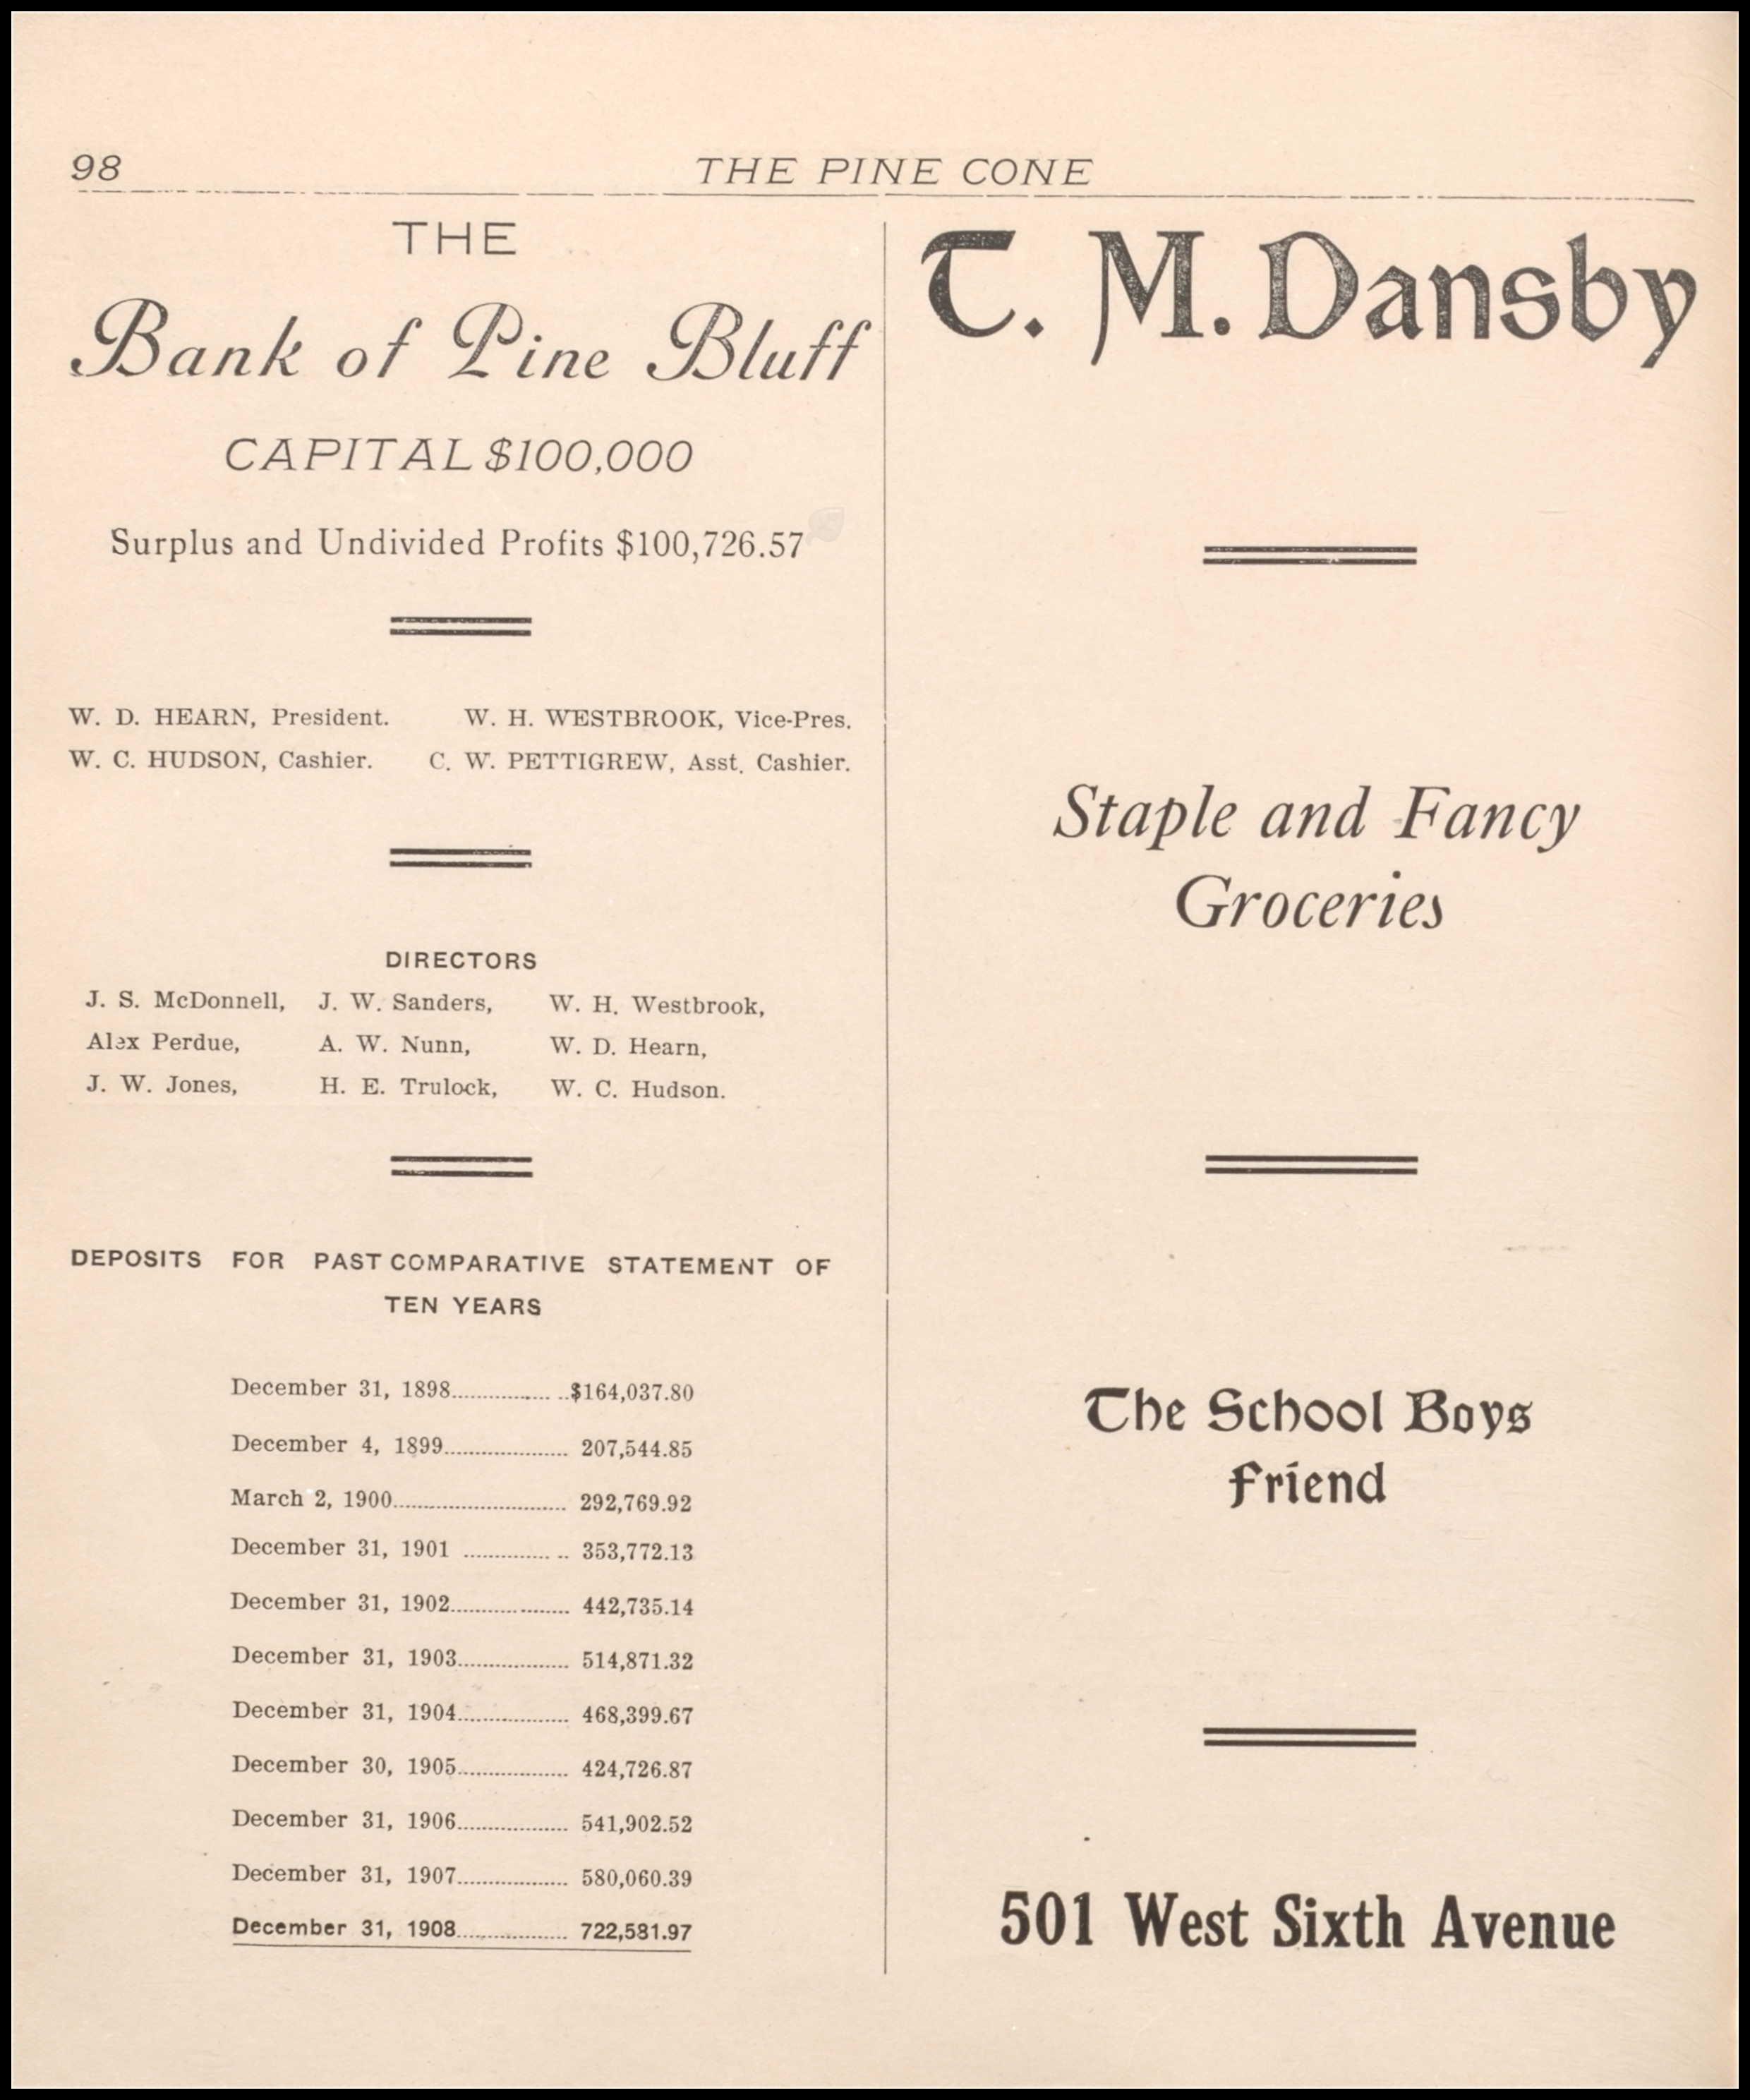 98
THE PINE CONE
THE
Bank of Pine Bluff
CAPITAL $100,000
Surplus and Undivided Profits $100,726.57
W. D. HEARN, President. W. H. WESTBROOK, Vice-Pres.
W. C. HUDSON, Cashier. C. W. PETTIGREW, Asst. Cashier.
DIRECTORS
J. S. McDonnell, J. W. Sanders, W. H. Westbrook,
Alex Perdue, A. W. Nunn, W. D. Hearn,
J. W. Jones, H. E. Trulock, W. C. Hudson.
DEPOSITS FOR PAST COMPARATIVE STATEMENT OF
TEN YEARS
December 31, 1898.................. $164,037.80
December 4, 1899.................... 207,544.85
March 2, 1900............................ 292,769.92
December 31, 1901 ................ 353,772.13
December 31, 1902................... 442,735.14
December 31, 1903.................. 514,871.32
December 31, 1904.................. 468,399.67
December 30, 1905.................. 424,726.87
December 31, 1906.................. 541,902.52
December 31, 1907.................. 580,060.39
December 31, 1908.................. 722,581.97
T. M. Dansby
Staple and Fancy
Groceries
The School Boys
Friend
501 West Sixth Avenue